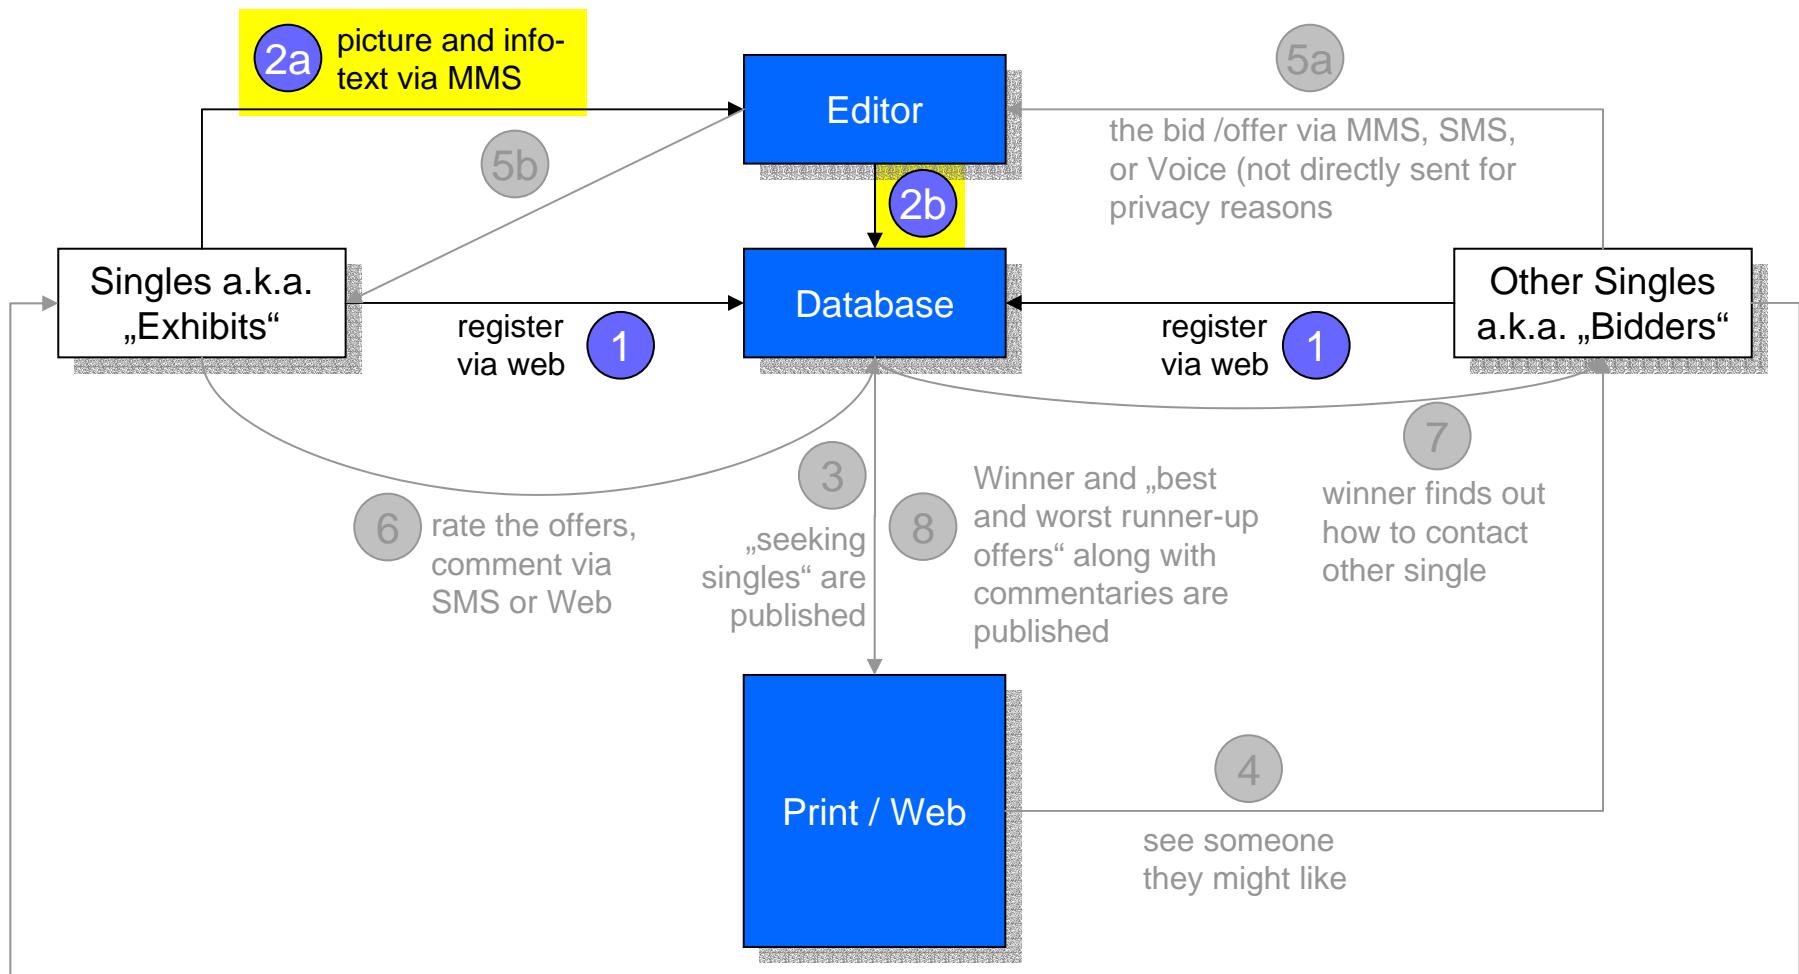 2a
picture and info-
text via MMS
Editor
5a
the bid /offer via MMS, SMS,
or Voice (not directly sent for
privacy reasons
5b
2b
Singles a.k.a.
„Exhibits“
Database
Other Singles
a.k.a. „Bidders“
register
via web
1
register
via web
1
6
rate the offers,
comment via
SMS or Web
3
„seeking
singles“ are
published
8
Winner and „best
and worst runner-up
offers“ along with
commentaries are
published
7
winner finds out
how to contact
other single
Print / Web
4
see someone
they might like